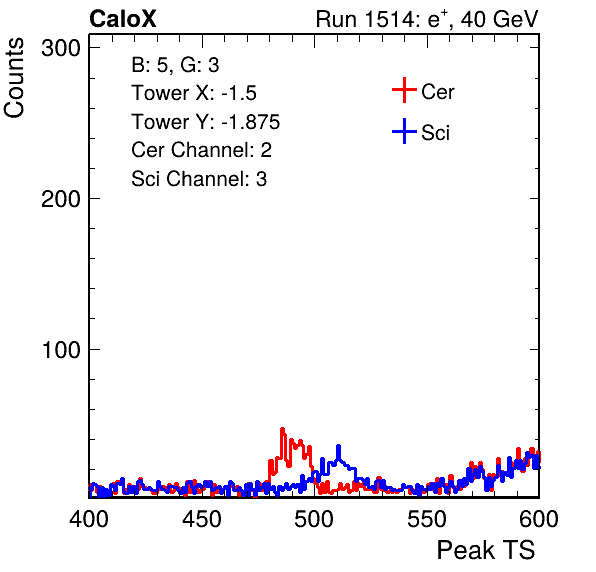 CaloX Run 1514: e⁺, 40 GeV
Counts
300
200
100
B: 5, G: 3
Tower X: -1.5
Tower Y: -1.875
Cer Channel: 2
Sci Channel: 3
Cer
Sci
400 450 500 550 600
Peak TS